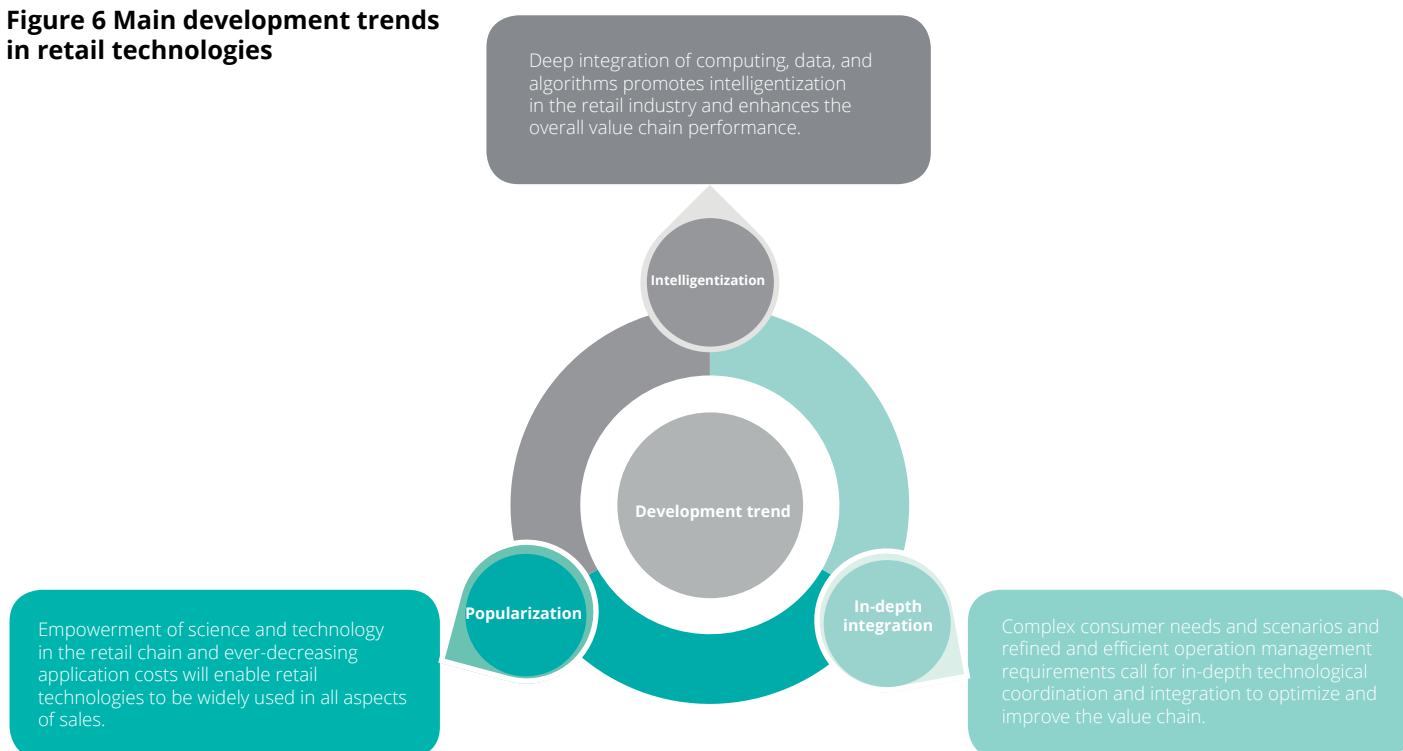 Figure 6 Main development trends
in retail technologies
Deep integration of computing, data, and
algorithms promotes intelligentization
in the retail industry and enhances the
overall value chain performance.
Intelligentization
Development trend
Popularization
In-depth
integration
Empowerment of science and technology
in the retail chain and ever-decreasing
application costs will enable retail
technologies to be widely used in all aspects
of sales.
Complex consumer needs and scenarios and
refined and efficient operation management
requirements call for in-depth technological
coordination and integration to optimize and
improve the value chain.